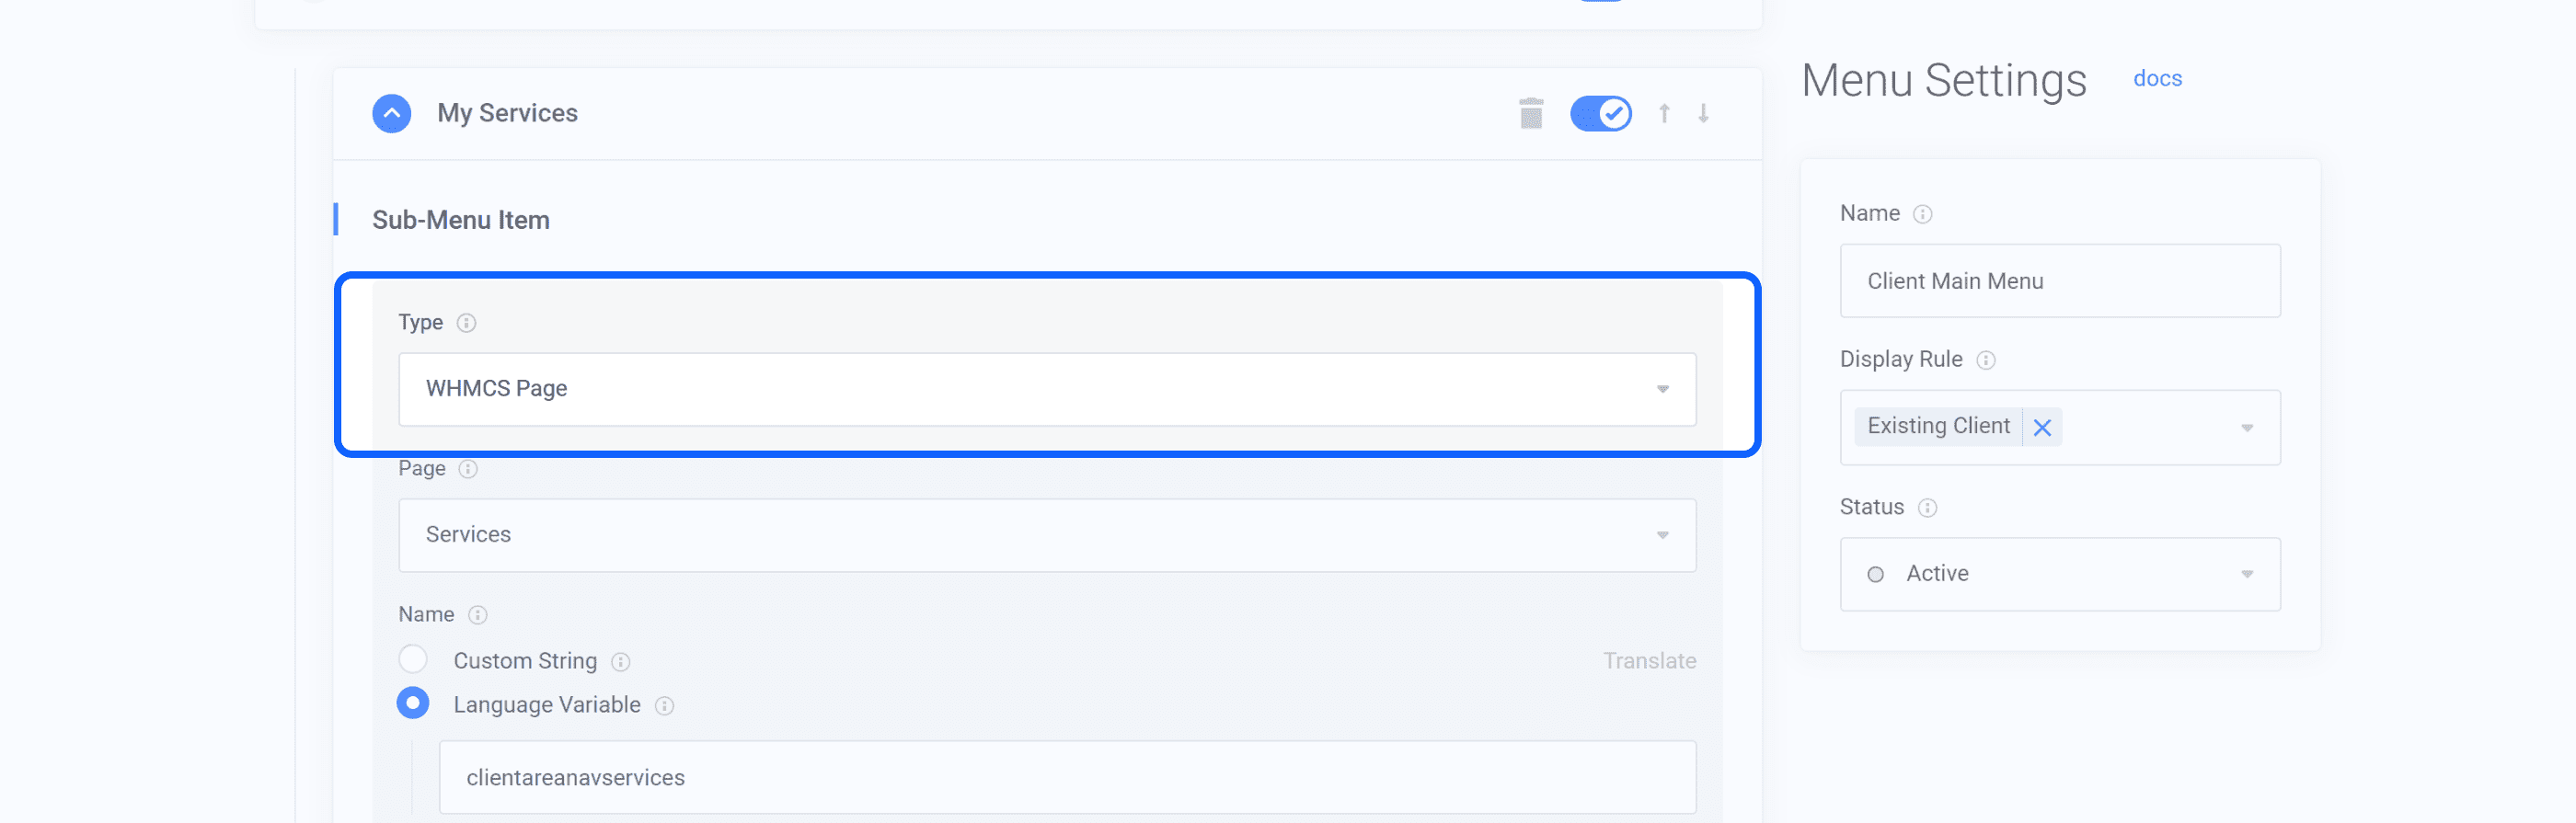 My Services
Sub-Menu Item
Type
WHMCS Page
Page
Services
Name
Custom String
Translate
Language Variable
clientareanavservices
Menu Settings docs
Name
Client Main Menu
Display Rule
Existing Client
Status
Active